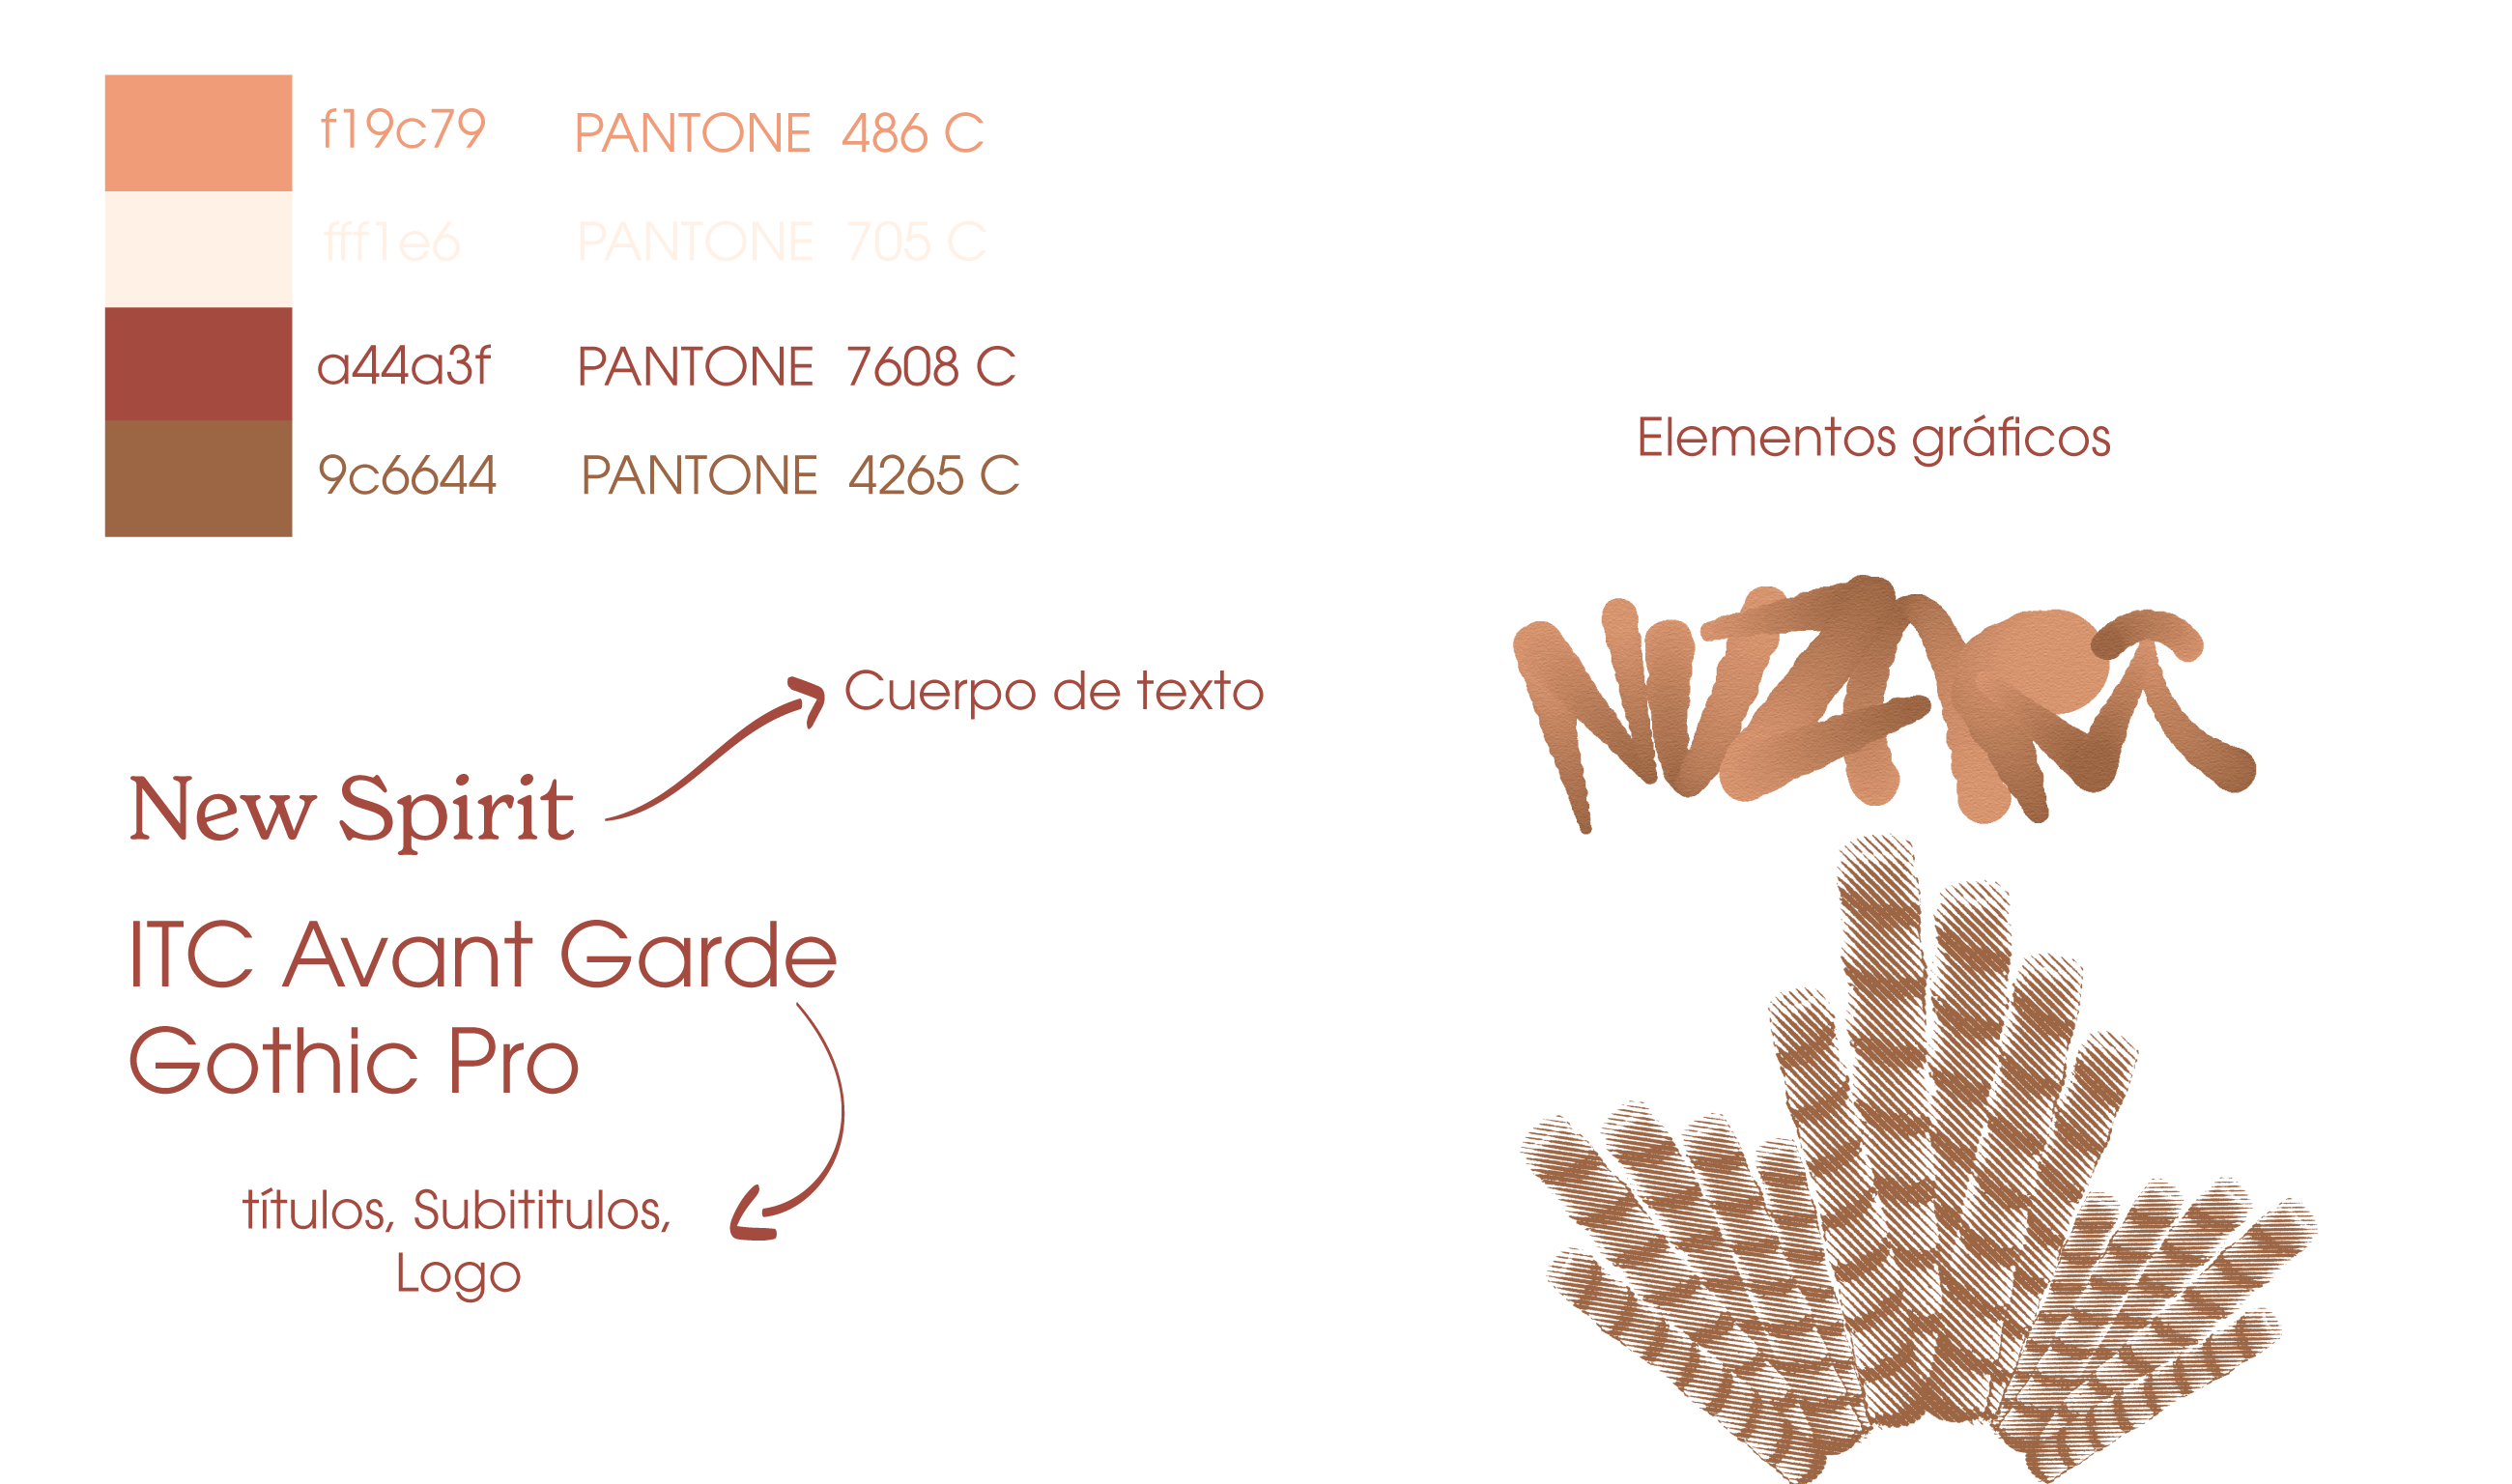 f19c79 PANTONE 486 C
fff1e6 PANTONE 705 C
a44a3f PANTONE 7608 C
9c6644 PANTONE 4265 C
Elementos gráficos
Cuerpo de texto
New Spirit
ITC Avant Garde
Gothic Pro
títulos, Subititulos,
Logo